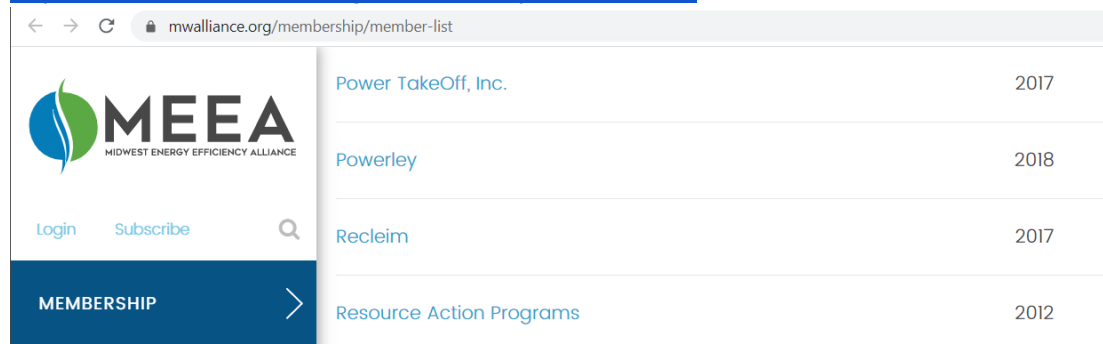 mwalliance.org/membership/member-list
MEEA
MIDWEST ENERGY EFFICIENCY ALLIANCE
Login Subscribe
MEMBERSHIP
Power TakeOff, Inc. 2017
Powerley 2018
Recleim 2017
Resource Action Programs 2012